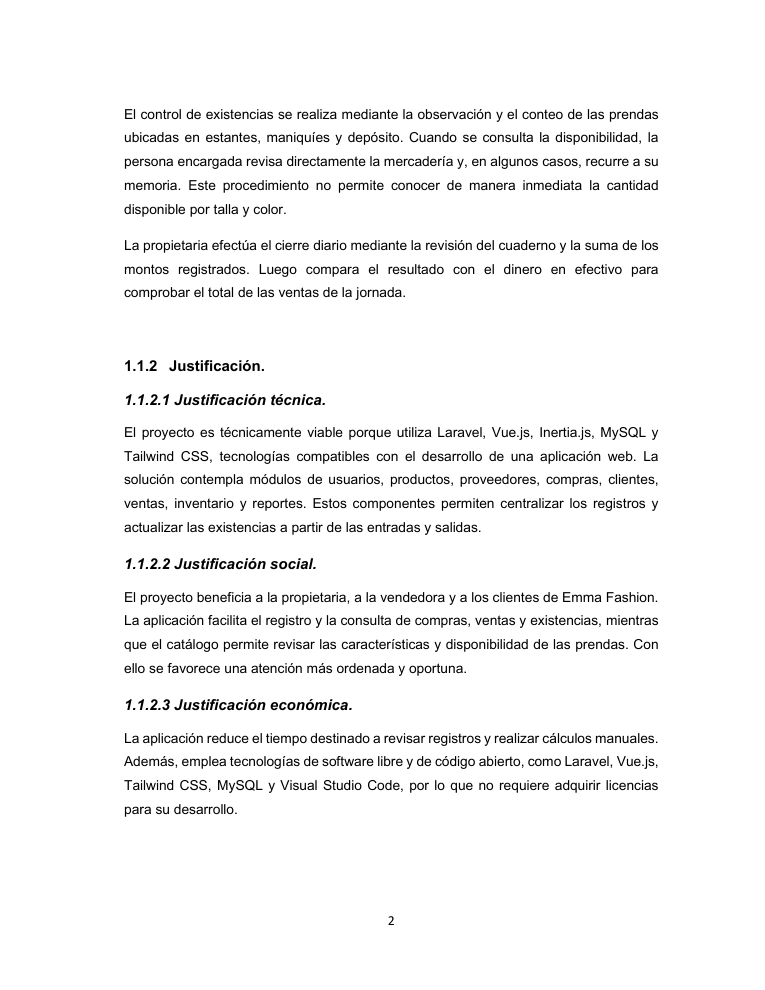 El control de existencias se realiza mediante la observación y el conteo de las prendas
ubicadas en estantes, maniquíes y depósito. Cuando se consulta la disponibilidad, la
persona encargada revisa directamente la mercadería y, en algunos casos, recurre a su
memoria. Este procedimiento no permite conocer de manera inmediata la cantidad
disponible por talla y color.
La propietaria efectúa el cierre diario mediante la revisión del cuaderno y la suma de los
montos registrados. Luego compara el resultado con el dinero en efectivo para
comprobar el total de las ventas de la jornada.
1.1.2 Justificación.
1.1.2.1 Justificación técnica.
El proyecto es técnicamente viable porque utiliza Laravel, Vue.js, Inertia.js, MySQL y
Tailwind CSS, tecnologías compatibles con el desarrollo de una aplicación web. La
solución contempla módulos de usuarios, productos, proveedores, compras, clientes,
ventas, inventario y reportes. Estos componentes permiten centralizar los registros y
actualizar las existencias a partir de las entradas y salidas.
1.1.2.2 Justificación social.
El proyecto beneficia a la propietaria, a la vendedora y a los clientes de Emma Fashion.
La aplicación facilita el registro y la consulta de compras, ventas y existencias, mientras
que el catálogo permite revisar las características y disponibilidad de las prendas. Con
ello se favorece una atención más ordenada y oportuna.
1.1.2.3 Justificación económica.
La aplicación reduce el tiempo destinado a revisar registros y realizar cálculos manuales.
Además, emplea tecnologías de software libre y de código abierto, como Laravel, Vue.js,
Tailwind CSS, MySQL y Visual Studio Code, por lo que no requiere adquirir licencias
para su desarrollo.
2